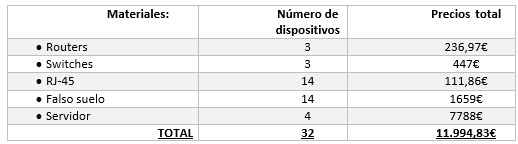 Materiales: Número de dispositivos Precios total
• Routers 3 236,97€
• Switches 3 447€
• RJ-45 14 111,86€
• Falso suelo 14 1659€
• Servidor 4 7788€
TOTAL 32 11.994,83€